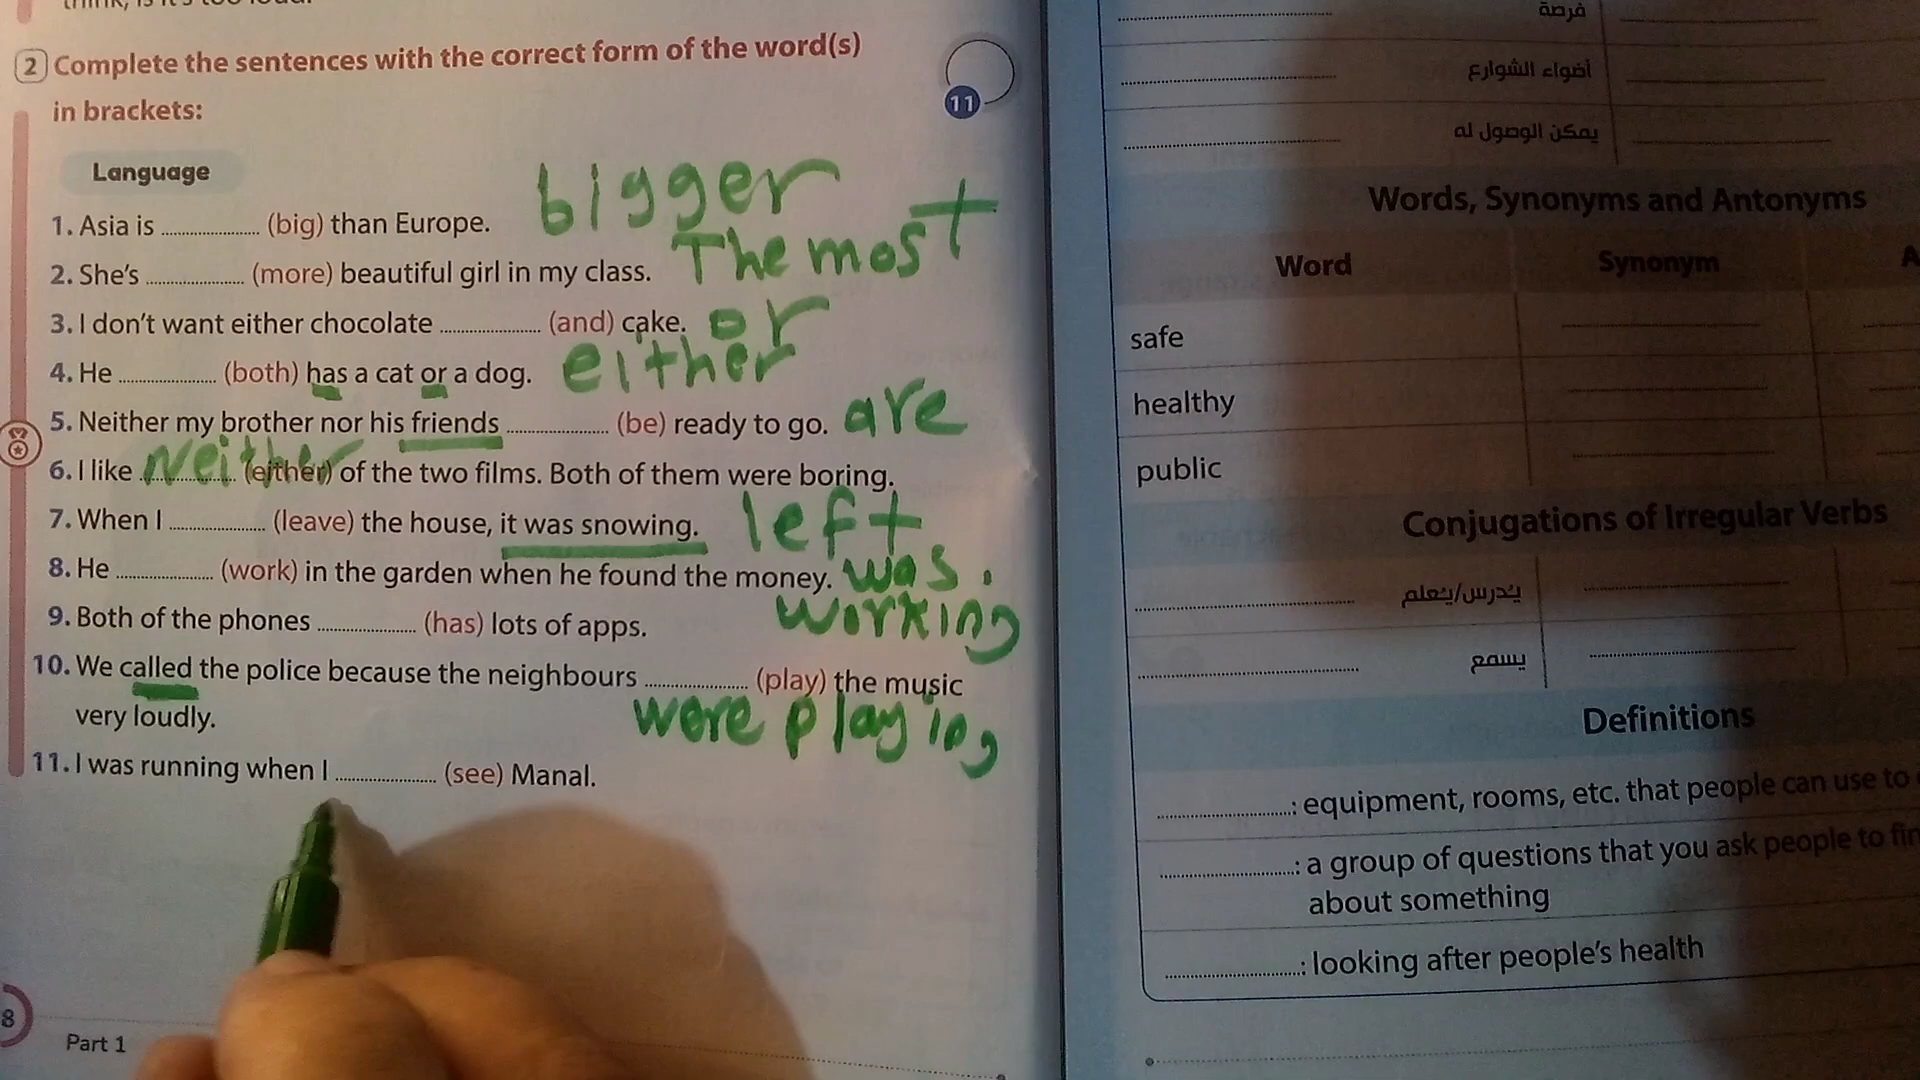 2 Complete the sentences with the correct form of the word(s)
in brackets:
11
Language
1. Asia is .................... (big) than Europe. bigger
2. She's .................... (more) beautiful girl in my class. The most
3. I don't want either chocolate .................... (and) cake. or
4. He .................... (both) has a cat or a dog. either
5. Neither my brother nor his friends .................... (be) ready to go. are
6. I like .................... (either) of the two films. Both of them were boring. Neither
7. When I .................... (leave) the house, it was snowing. left
8. He .................... (work) in the garden when he found the money. was
working
9. Both of the phones .................... (has) lots of apps.
10. We called the police because the neighbours .................... (play) the music
very loudly. were playing
11. I was running when I .................... (see) Manal.
8
Part 1
فرصة
أضواء الشوارع
يمكن الوصول له
Words, Synonyms and Antonyms
Word Synonym A
safe
healthy
public
Conjugations of Irregular Verbs
يُدرس/يُعلم
يسمع
Definitions
....................: equipment, rooms, etc. that people can use to
....................: a group of questions that you ask people to
about something
....................: looking after people's health